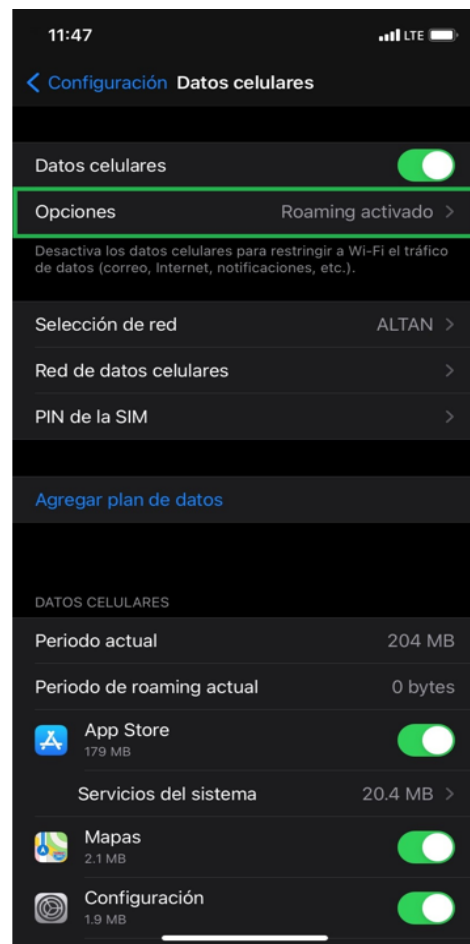 11:47
LTE
Configuración Datos celulares
Datos celulares
Opciones Roaming activado
Desactiva los datos celulares para restringir a Wi-Fi el tráfico
de datos (correo, Internet, notificaciones, etc.).
Selección de red ALTAN
Red de datos celulares
PIN de la SIM
Agregar plan de datos
DATOS CELULARES
Periodo actual 204 MB
Periodo de roaming actual 0 bytes
App Store
179 MB
Servicios del sistema 20.4 MB
Mapas
2.1 MB
Configuración
1.9 MB